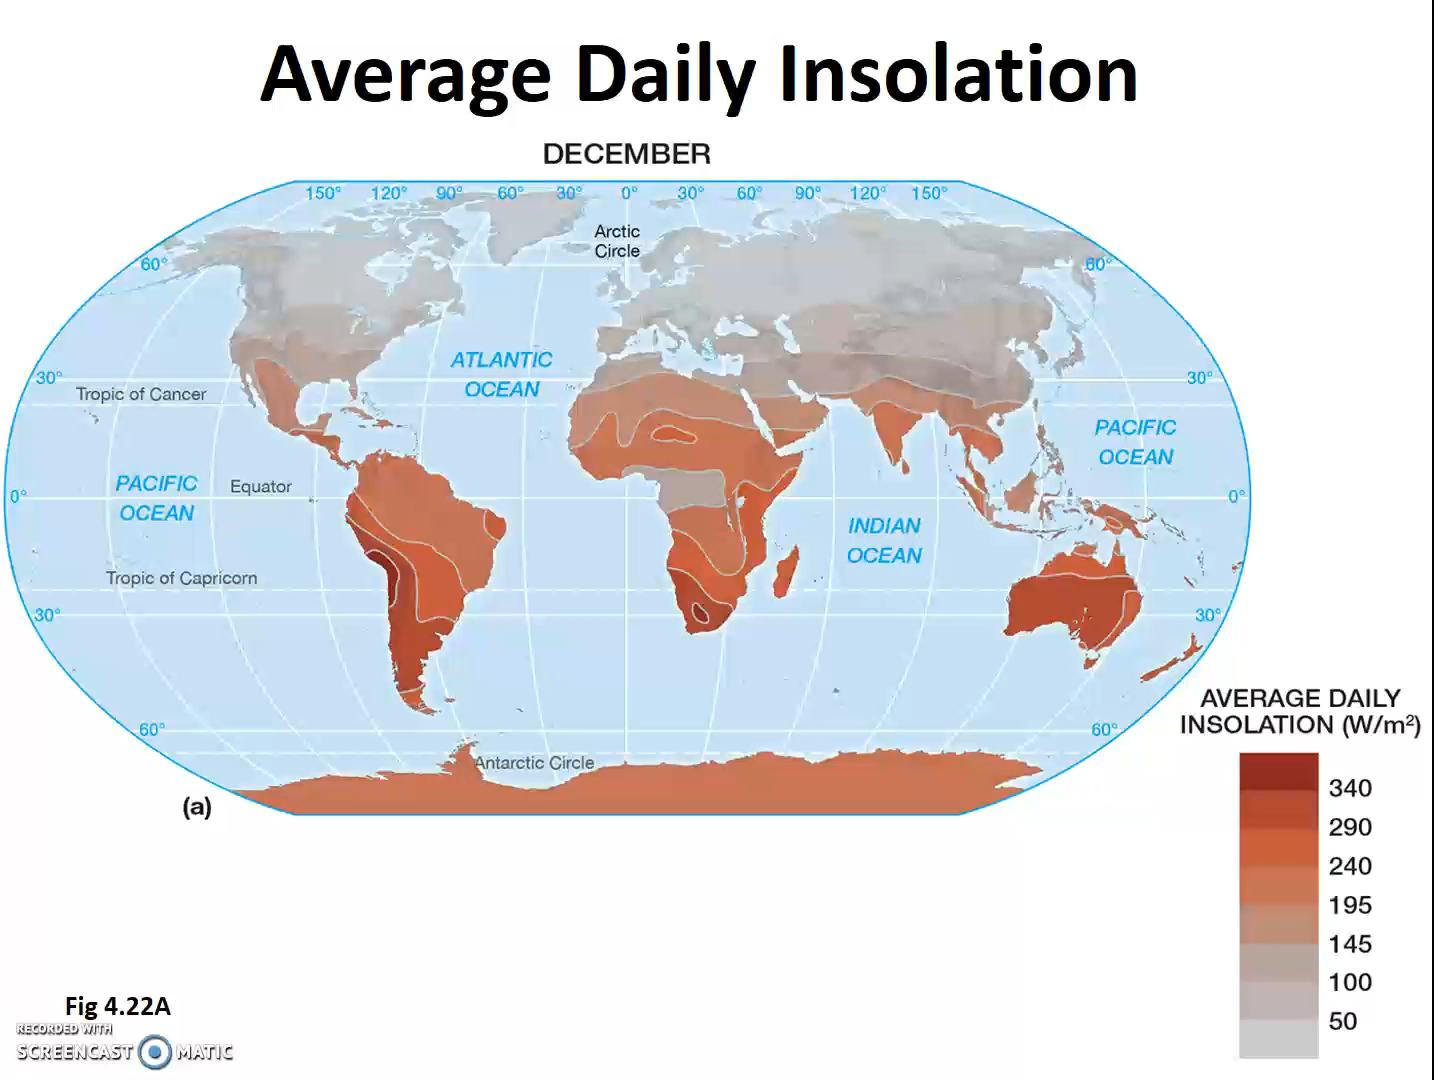 Average Daily Insolation
DECEMBER
150° 120° 90° 60° 30° 0° 30° 60° 90° 120° 150°
Arctic
Circle
60° 60°
ATLANTIC
OCEAN
30° 30°
Tropic of Cancer
PACIFIC
OCEAN
PACIFIC
OCEAN
Equator
0° 0°
INDIAN
OCEAN
Tropic of Capricorn
30° 30°
60° 60°
Antarctic Circle
(a)
AVERAGE DAILY
INSOLATION (W/m²)
340
290
240
195
145
100
50
Fig 4.22A
RECORDED WITH
SCREENCAST MATIC